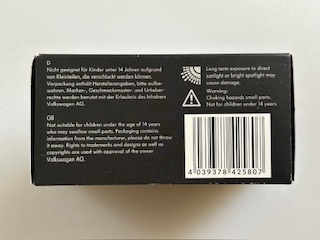 D
Nicht geeignet für Kinder unter 14 Jahren aufgrund
von Kleinteilen, die verschluckt werden können.
Verpackung enthält Herstellerangaben, bitte aufbe-
wahren. Marken-, Geschmacksmuster- und Urheber-
rechte werden benutzt mit der Erlaubnis des Inhabers
Volkswagen AG.
GB
Not suitable for children under the age of 14 years
who may swallow small parts. Packaging contains
information from the manufacturer, please do not throw
it away. Rights to trademarks and designs as well as
copyrights are used with approval of the owner
Volkswagen AG.
Long term exposure to direct
sunlight or bright spotlight may
cause damage.
Warning:
Choking hazards small parts.
Not for children under 14 years
4 039378 425807